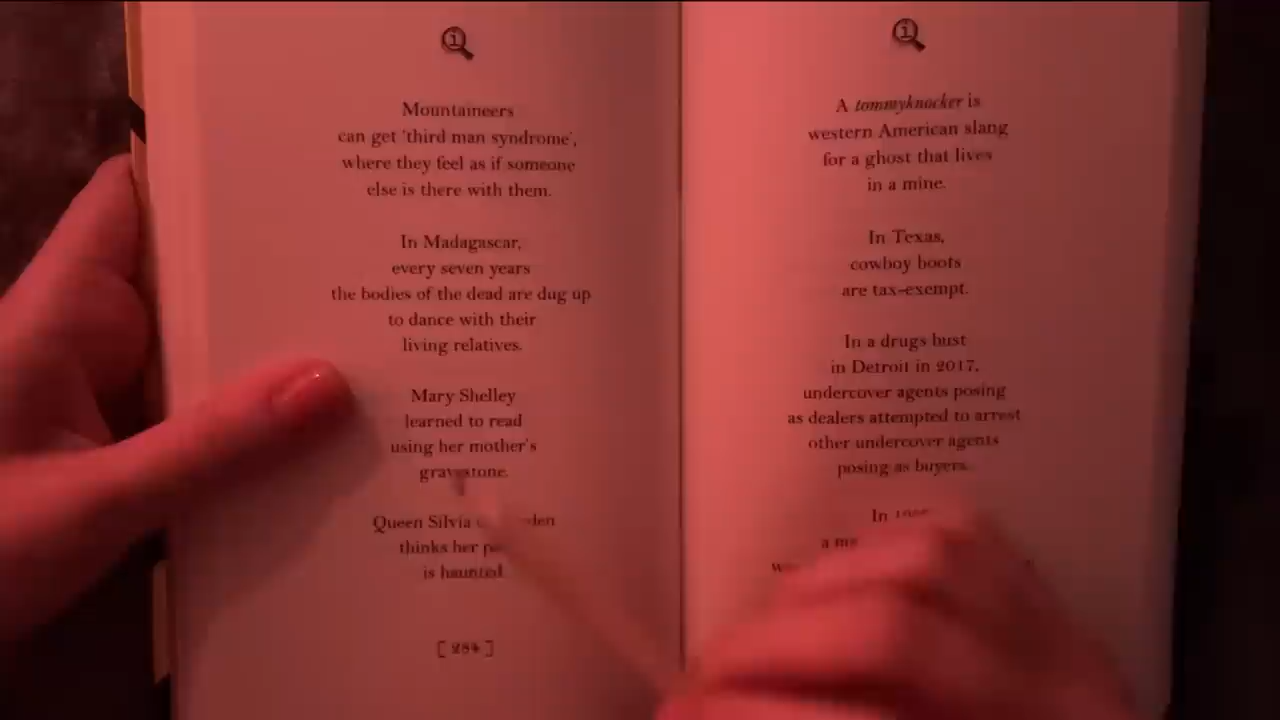 Mountaineers
can get 'third man syndrome',
where they feel as if someone
else is there with them.
In Madagascar,
every seven years
the bodies of the dead are dug up
to dance with their
living relatives.
Mary Shelley
learned to read
using her mother's
gravestone.
Queen Silvia
thinks her
is haunted.
[ 284 ]
A tommyknocker is
western American slang
for a ghost that lives
in a mine.
In Texas,
cowboy boots
are tax-exempt.
In a drugs bust
in Detroit in 2017,
undercover agents posing
as dealers attempted to arrest
other undercover agents
posing as buyers.
In
a